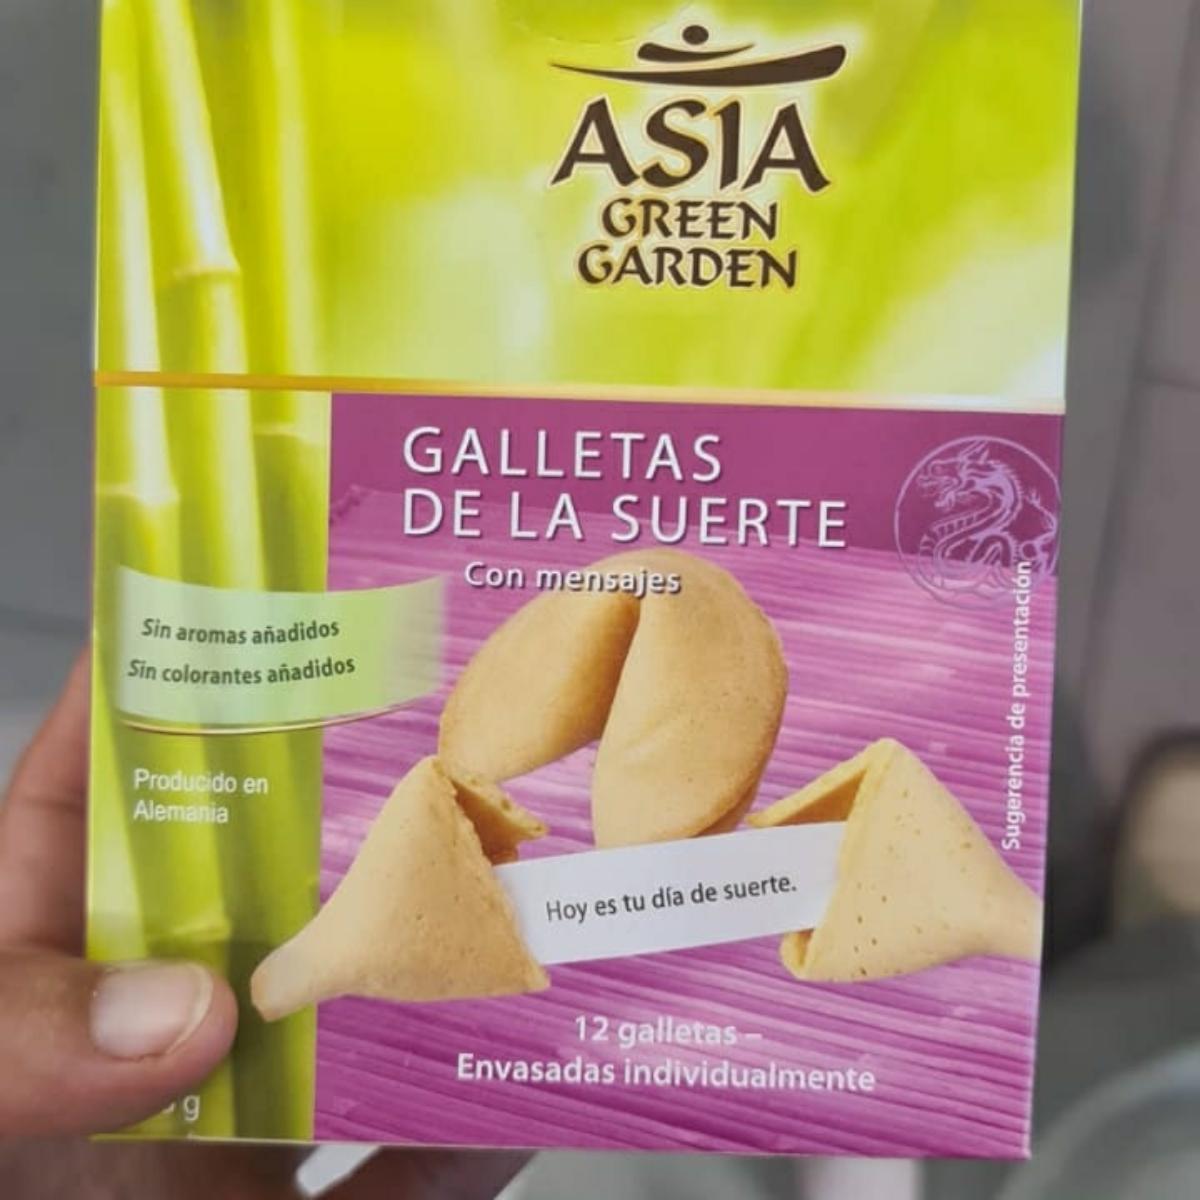 ASIA
GREEN
GARDEN
GALLETAS
DE LA SUERTE
Con mensajes
Sin aromas añadidos
Sin colorantes añadidos
Producido en
Alemania
Sugerencia de presentación
Hoy es tu día de suerte.
12 galletas –
Envasadas individualmente
g